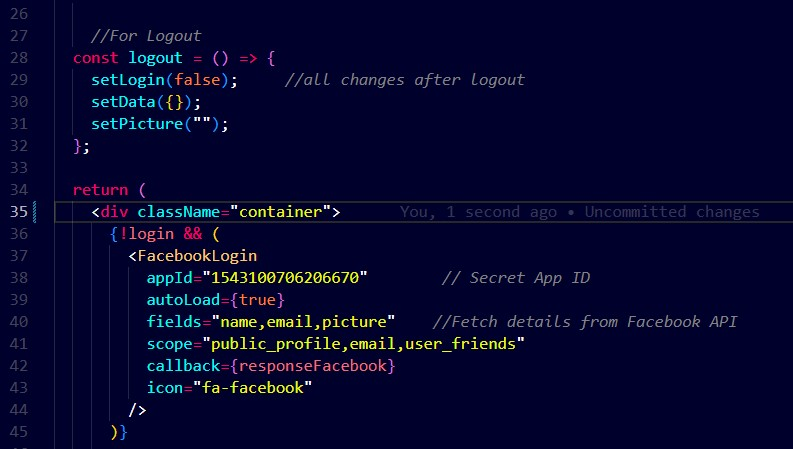 26
27 //For Logout
28 const logout = () => {
29 setLogin(false); //all changes after logout
30 setData({});
31 setPicture("");
32 };
33
34 return (
35 <div className="container"> You, 1 second ago • Uncommitted changes
36 {!login && (
37 <FacebookLogin
38 appId="1543100706206670" // Secret App ID
39 autoLoad={true}
40 fields="name,email,picture" //Fetch details from Facebook API
41 scope="public_profile,email,user_friends"
42 callback={responseFacebook}
43 icon="fa-facebook"
44 />
45 )}